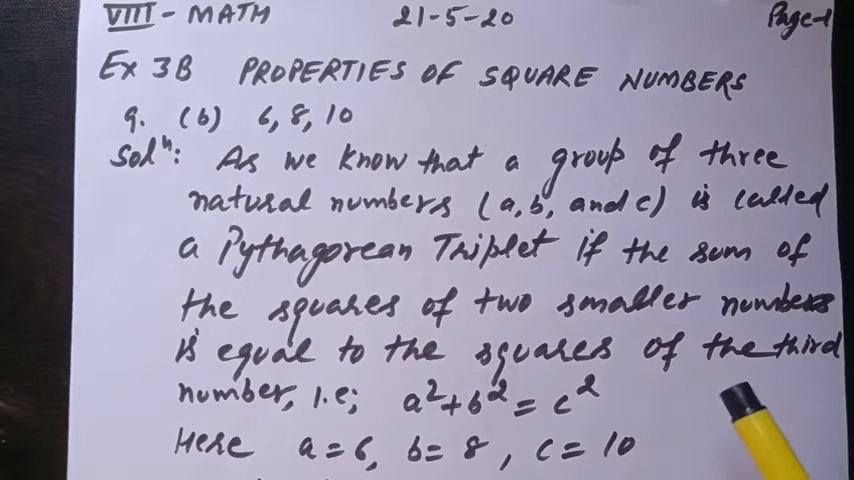 VIII - MATH 21-5-20 Page-1
Ex 3B PROPERTIES OF SQUARE NUMBERS
9. (b) 6, 8, 10
Solⁿ: As we know that a group of three
natural numbers (a, b, and c) is called
a Pythagorean Triplet if the sum of
the squares of two smaller numbers
is equal to the squares of the third
number, i.e; a²+b²=c²
Here a=6, b=8, c=10